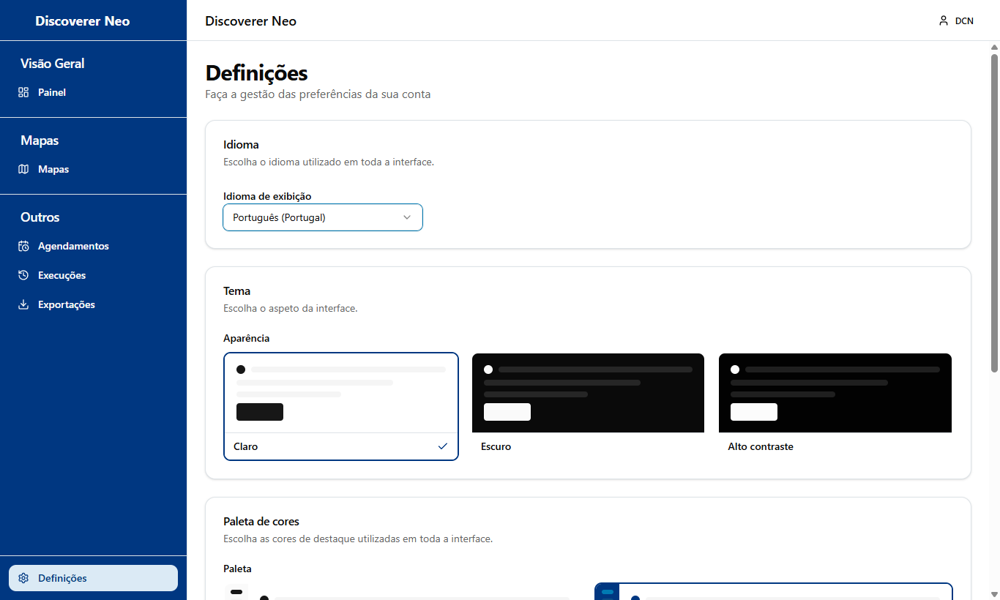 Discoverer Neo
Discoverer Neo
DCN
Visão Geral
Painel
Mapas
Mapas
Outros
Agendamentos
Execuções
Exportações
Definições
Definições
Faça a gestão das preferências da sua conta
Idioma
Escolha o idioma utilizado em toda a interface.
Idioma de exibição
Português (Portugal)
Tema
Escolha o aspeto da interface.
Aparência
Claro
Escuro
Alto contraste
Paleta de cores
Escolha as cores de destaque utilizadas em toda a interface.
Paleta